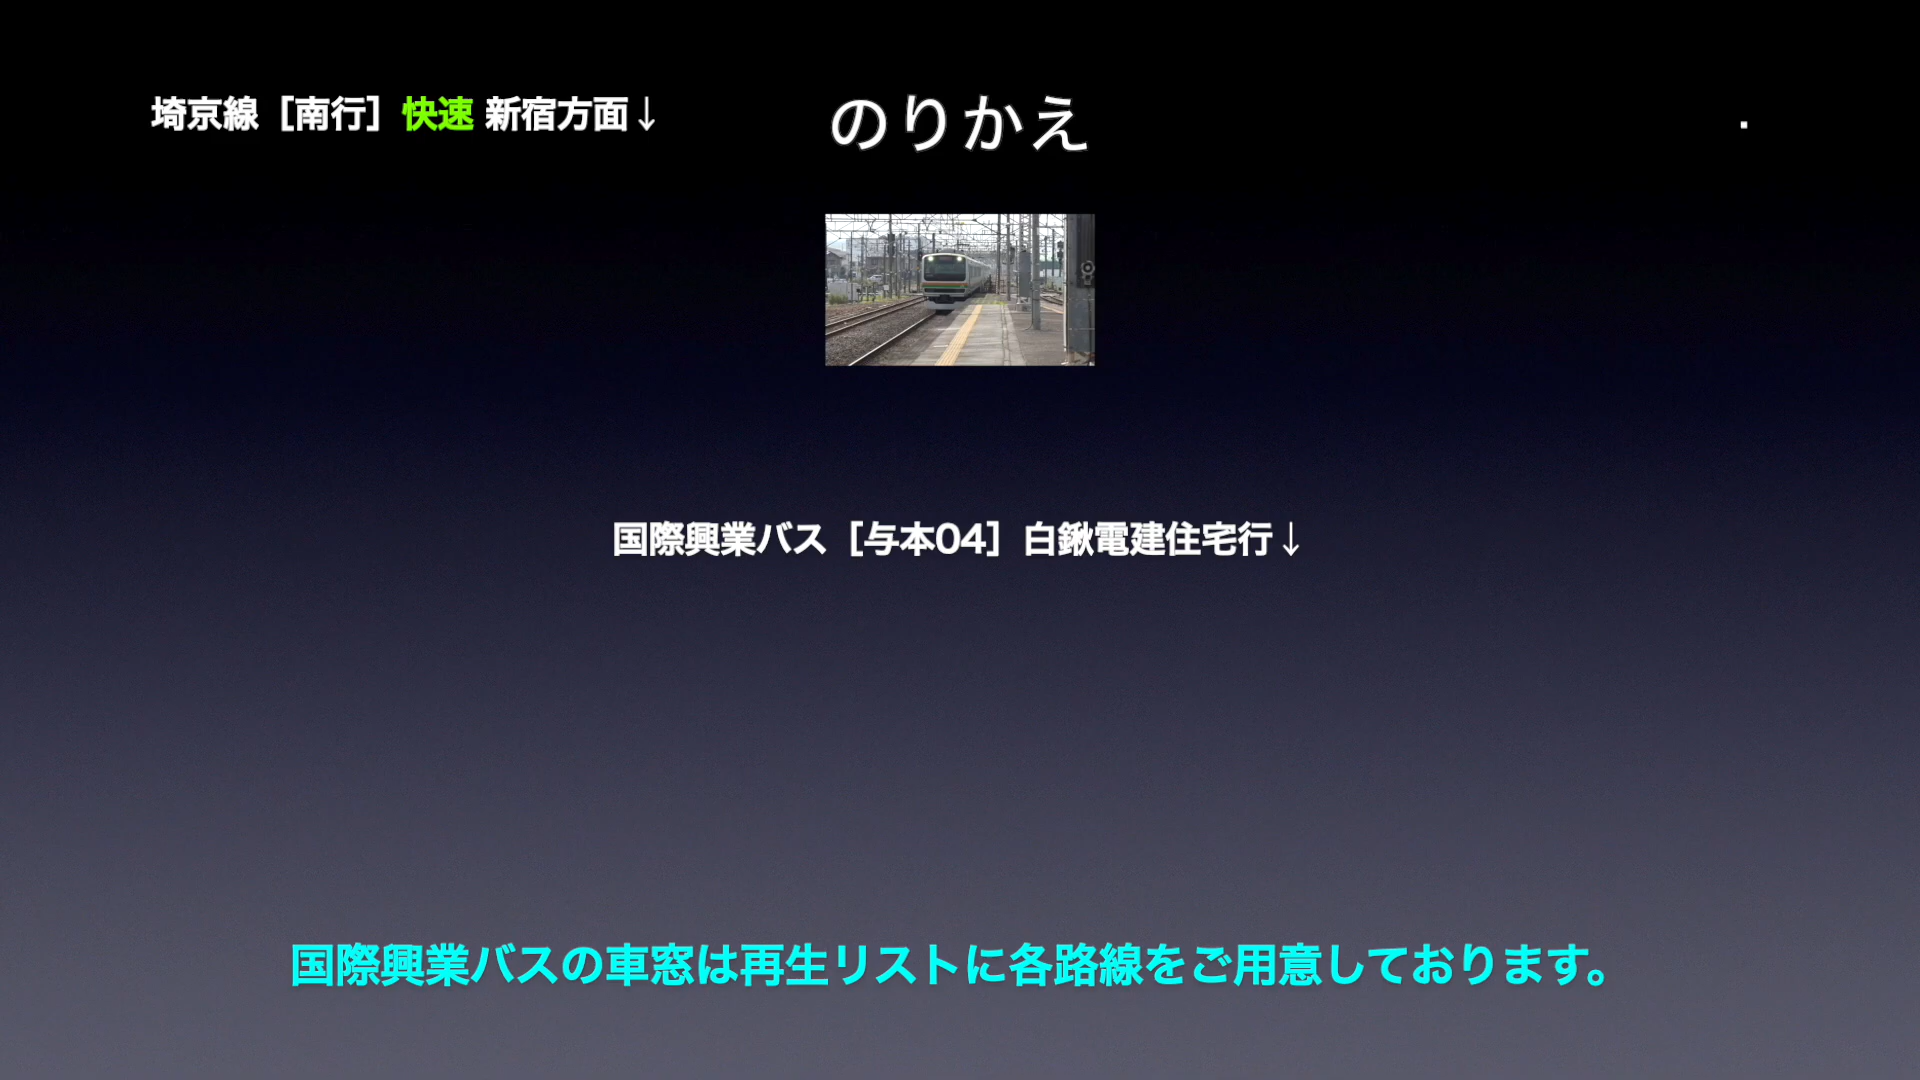 埼京線［南行］快速 新宿方面↓
のりかえ
.
国際興業バス［与本04］白鍬電建住宅行↓
国際興業バスの車窓は再生リストに各路線をご用意しております。